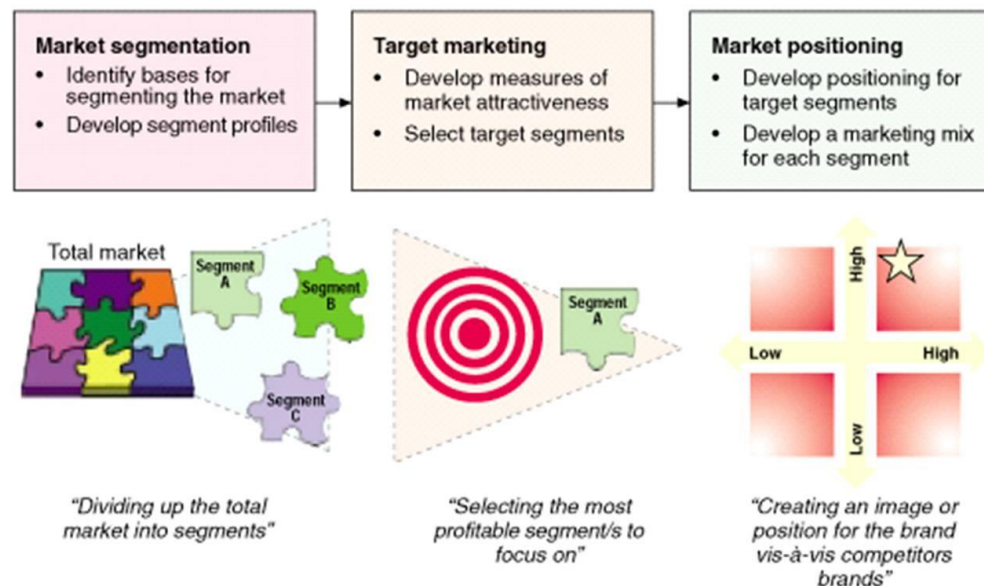 Market segmentation
• Identify bases for
segmenting the market
• Develop segment profiles
Target marketing
• Develop measures of
market attractiveness
• Select target segments
Market positioning
• Develop positioning for
target segments
• Develop a marketing mix
for each segment
Total market
Segment
A
Segment
B
Segment
C
Segment
A
High
Low
High
Low
"Dividing up the total
market into segments"
"Selecting the most
profitable segment/s to
focus on"
"Creating an image or
position for the brand
vis-à-vis competitors
brands"